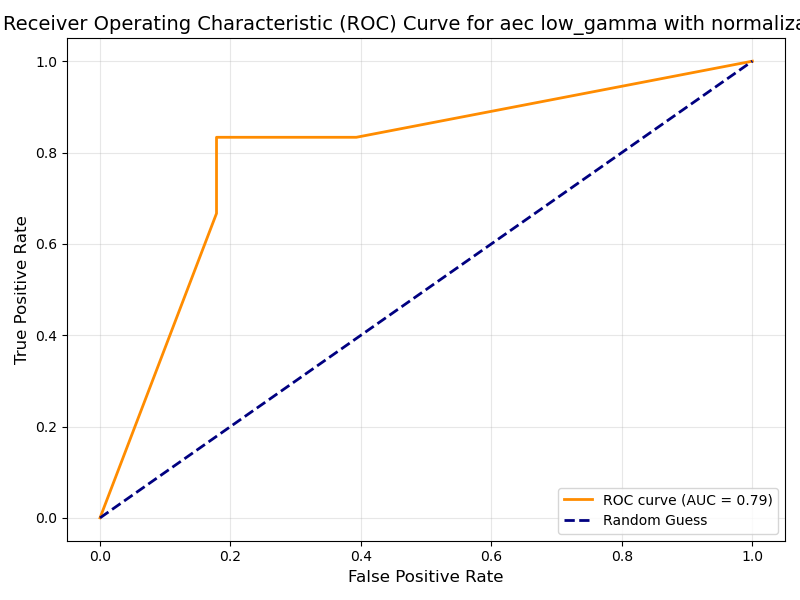 Receiver Operating Characteristic (ROC) Curve for aec low_gamma with normaliza
1.0
0.8
0.6
0.4
0.2
0.0
True Positive Rate
0.0 0.2 0.4 0.6 0.8 1.0
False Positive Rate
ROC curve (AUC = 0.79)
Random Guess